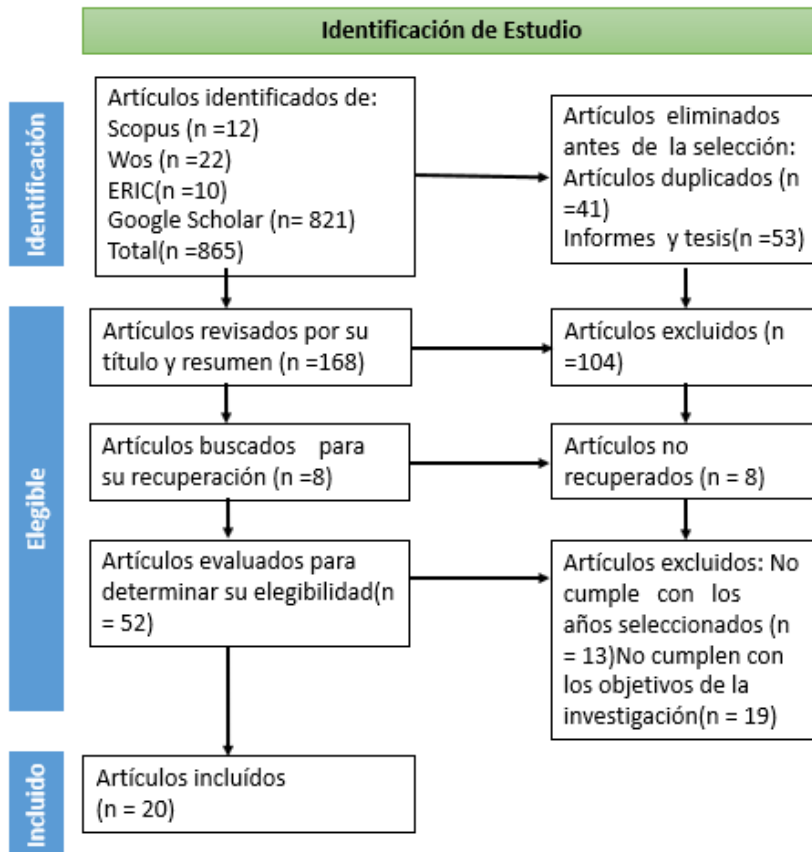 Identificación de Estudio
Identificación
Artículos identificados de:
Scopus (n =12)
Wos (n =22)
ERIC(n =10)
Google Scholar (n= 821)
Total(n =865)
Artículos eliminados
antes de la selección:
Artículos duplicados (n
=41)
Informes y tesis(n =53)
Elegible
Artículos revisados por su
título y resumen (n =168)
Artículos excluidos (n
=104)
Artículos buscados para
su recuperación (n =8)
Artículos no
recuperados (n = 8)
Artículos evaluados para
determinar su elegibilidad(n
= 52)
Artículos excluidos: No
cumple con los
años seleccionados (n
= 13)No cumplen con
los objetivos de la
investigación(n = 19)
Incluido
Artículos incluídos
(n = 20)